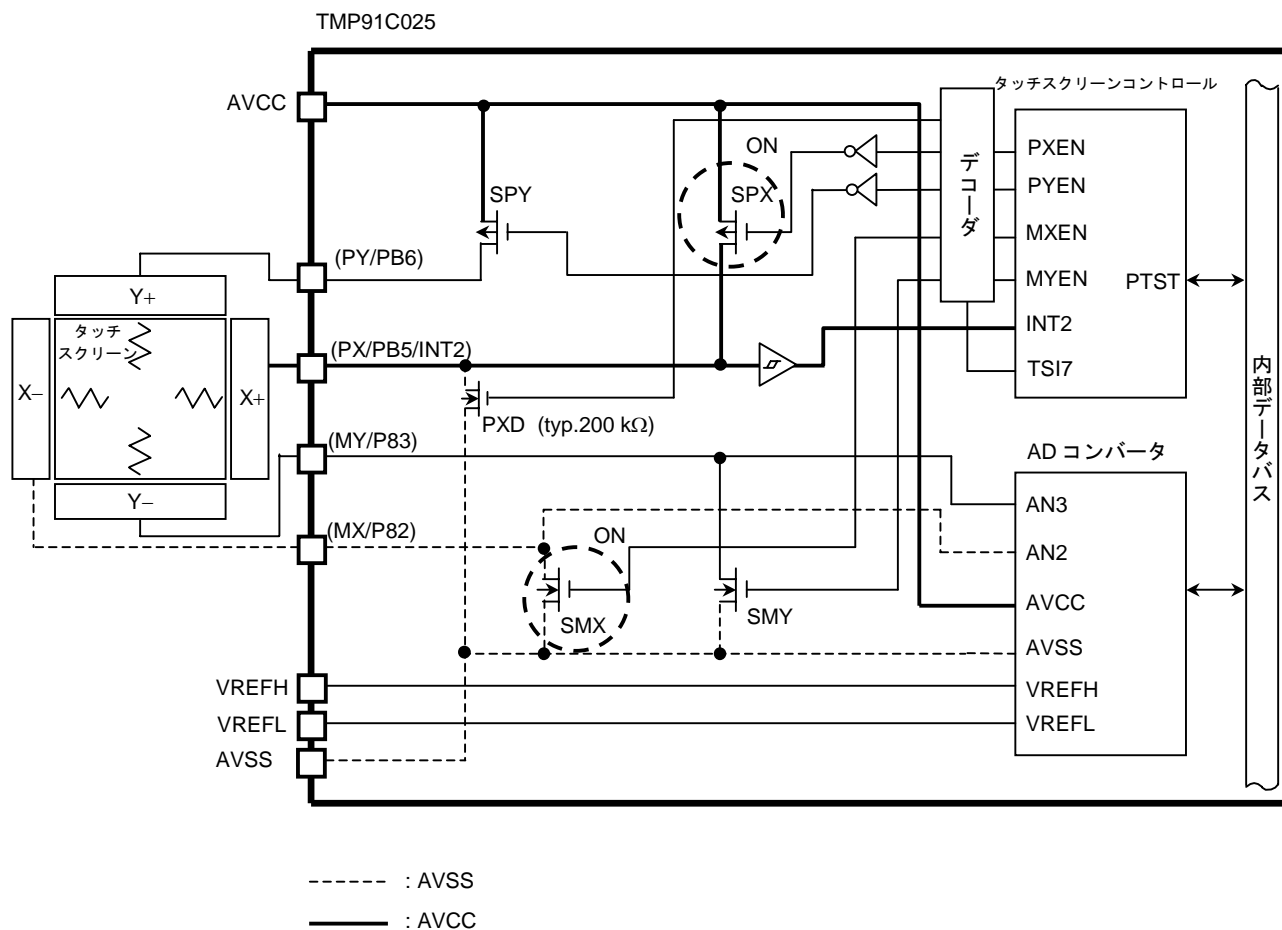 TMP91C025
タッチスクリーンコントロール
AVCC
ON
デコーダ
PXEN
PYEN
MXEN
MYEN
PTST
INT2
TSI7
SPY
SPX
(PY/PB6)
Y+
タッチ
スクリーン
X−
X+
Y−
(PX/PB5/INT2)
PXD (typ.200 kΩ)
(MY/P83)
(MX/P82)
ON
SMX
SMY
AD コンバータ
AN3
AN2
AVCC
AVSS
VREFH
VREFL
内部データバス
VREFH
VREFL
AVSS
: AVSS
: AVCC